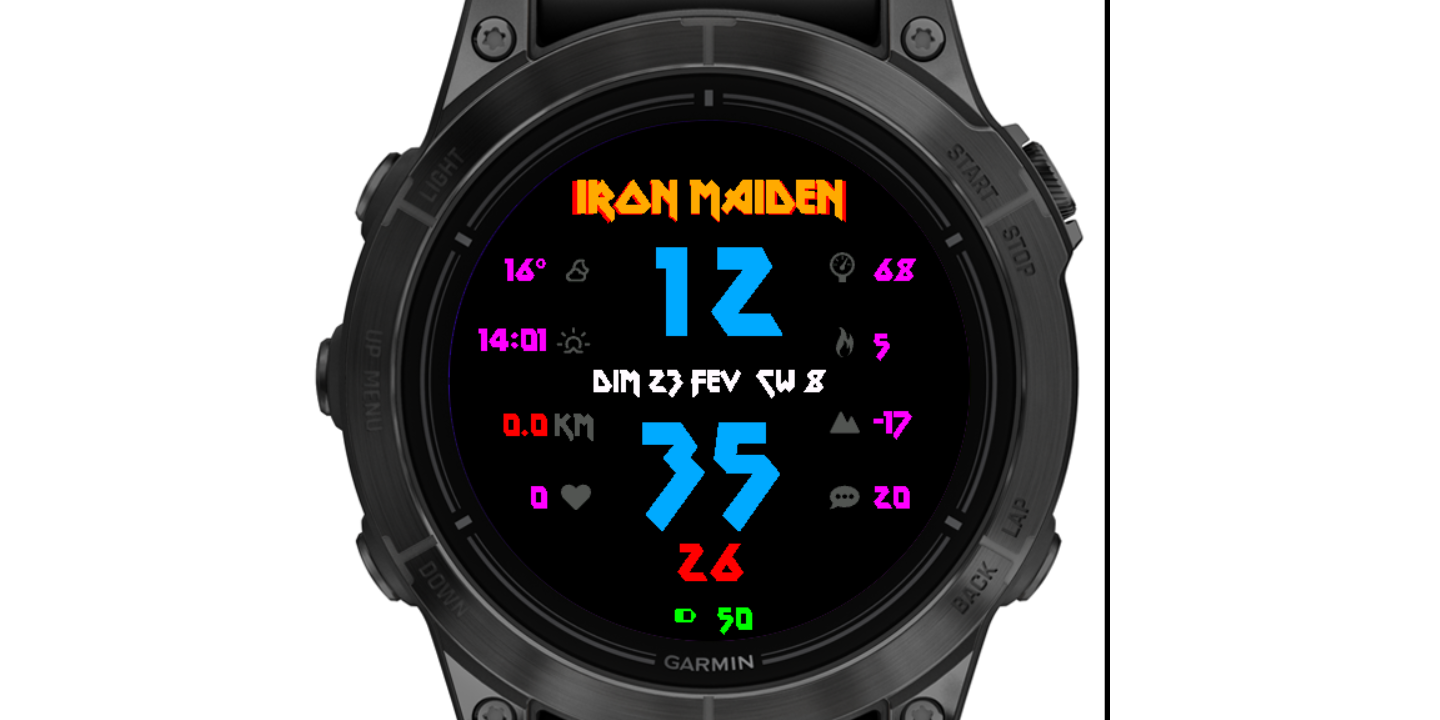 LIGHT
START
STOP
IRON MAIDEN
16°
12
68
14:01
5
UP·MENU
DIM 23 FEV CW 8
0.0 KM
35
-17
0
20
LAP
26
DOWN
BACK
50
GARMIN